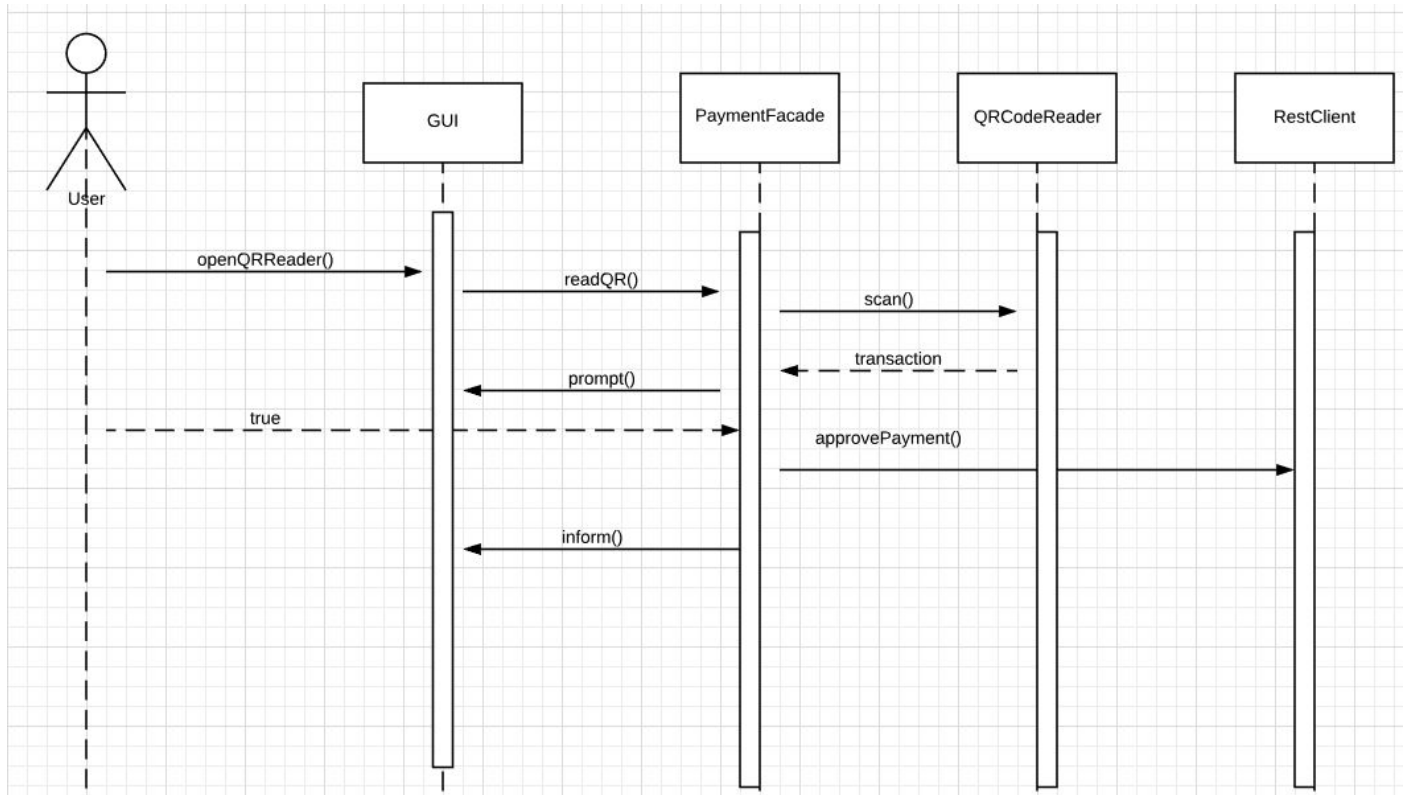 GUI
PaymentFacade
QRCodeReader
RestClient
User
openQRReader()
readQR()
scan()
transaction
prompt()
true
approvePayment()
inform()